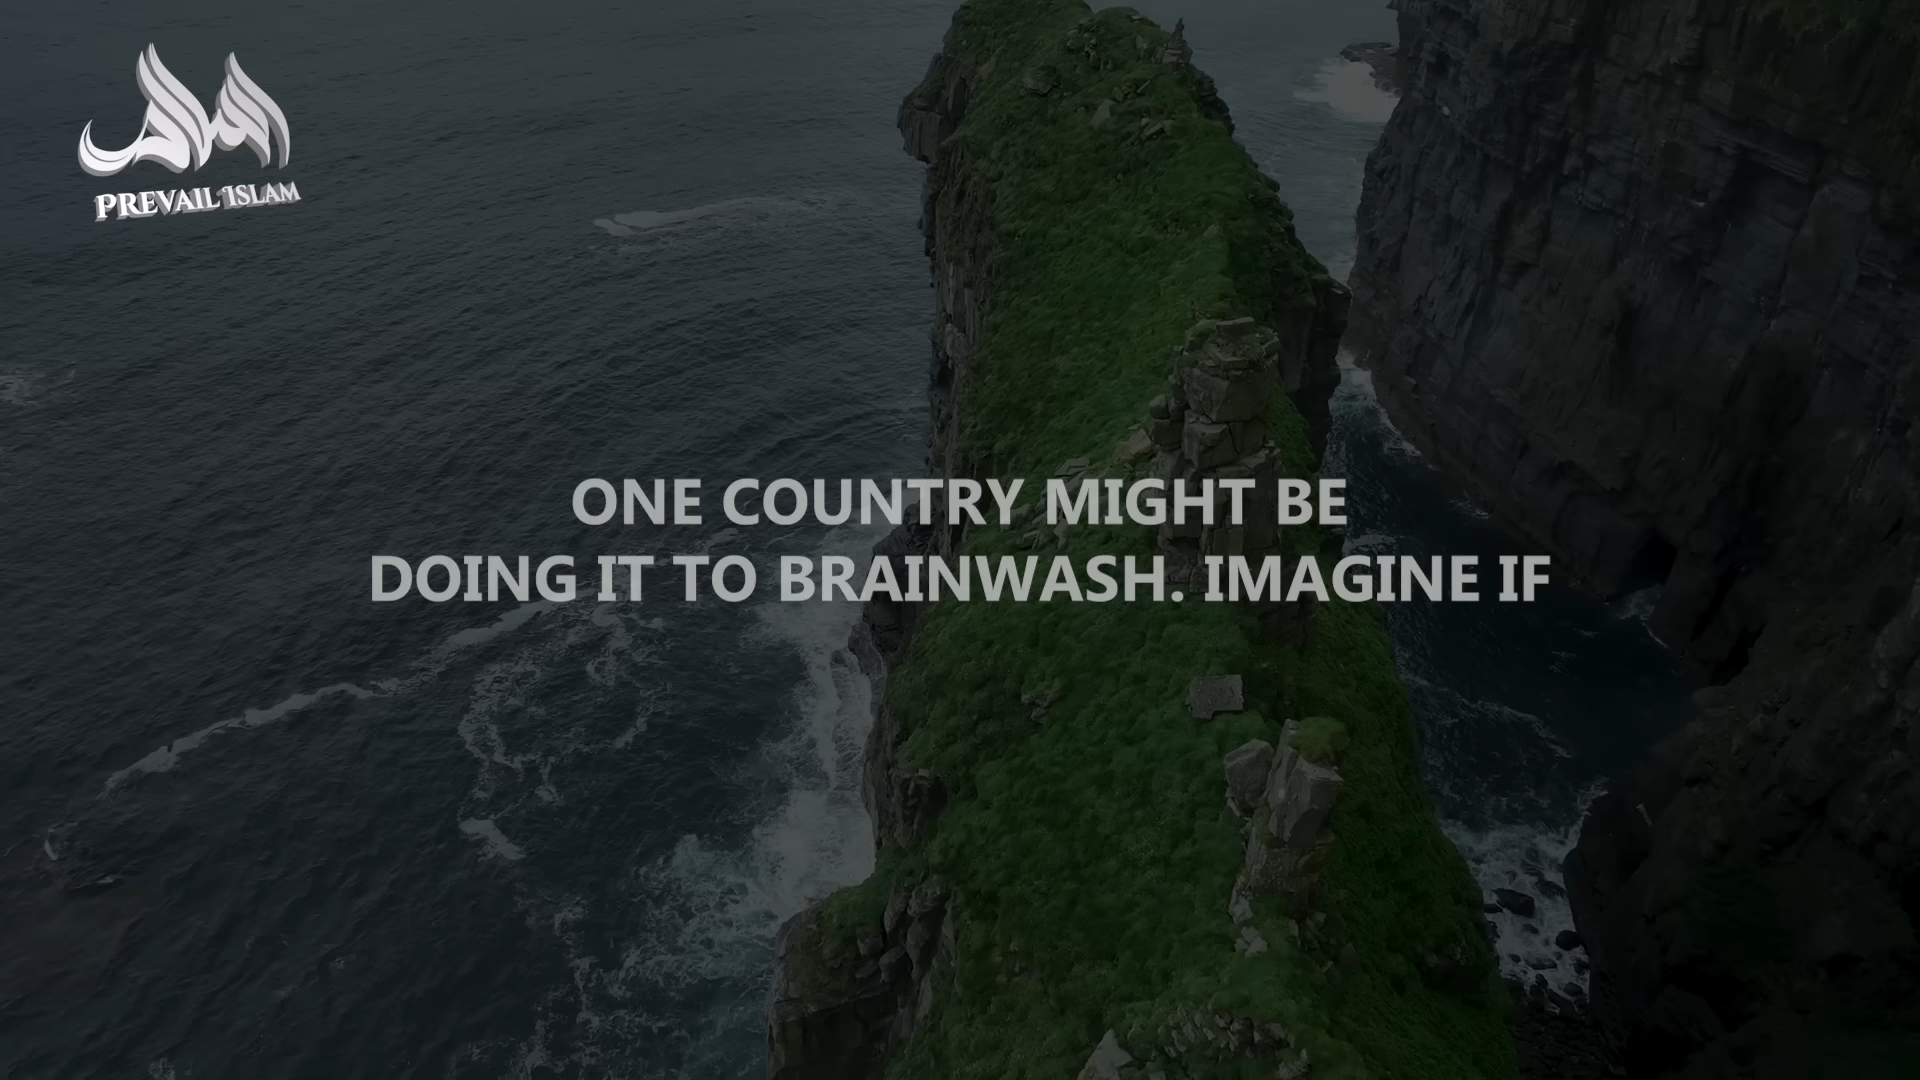 PREVAIL ISLAM
ONE COUNTRY MIGHT BE
DOING IT TO BRAINWASH. IMAGINE IF